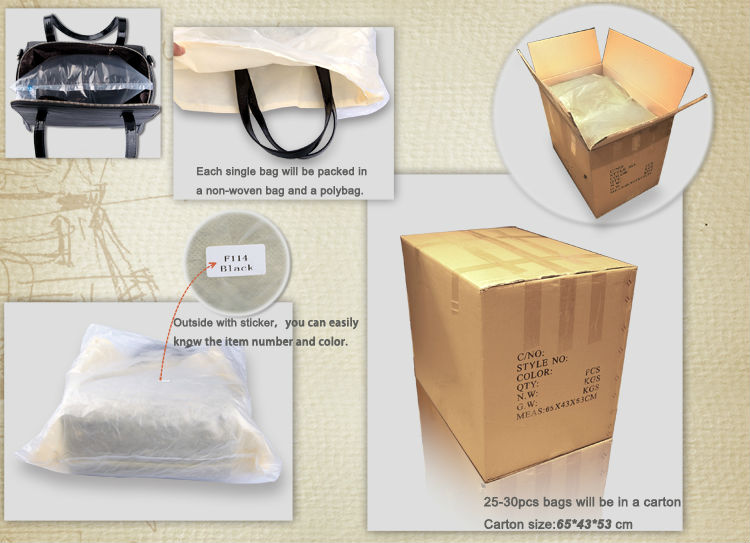 Each single bag will be packed in
a non-woven bag and a polybag.
F114
Black
Outside with sticker, you can easily
know the item number and color.
C/NO:
STYLE NO:
COLOR:
QTY: PCS
N.W: KGS
G.W: KGS
MEAS:65X43X53CM
25-30pcs bags will be in a carton
Carton size:65*43*53 cm